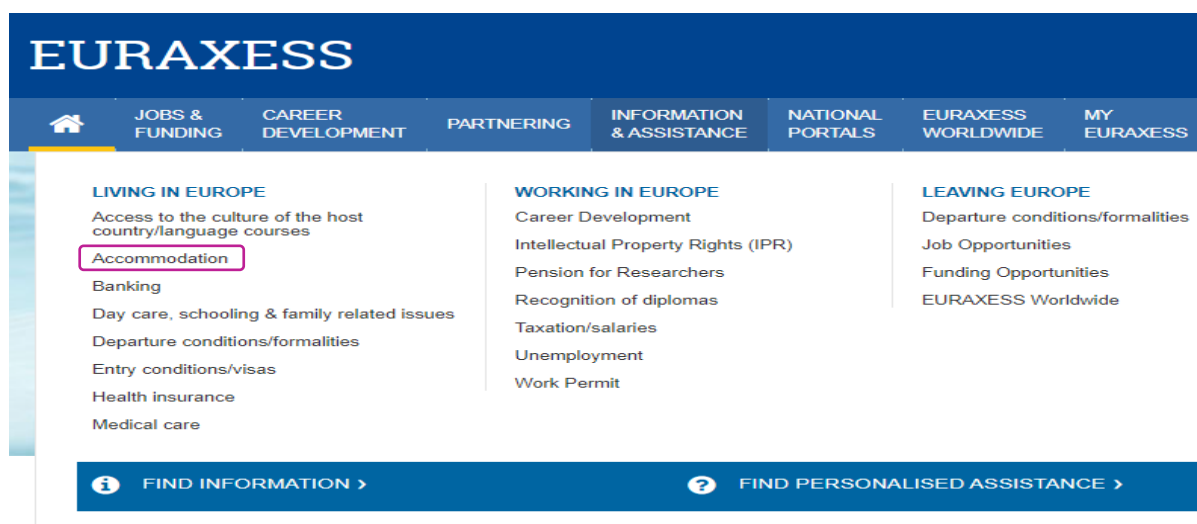 EURAXESS
JOBS &
FUNDING
CAREER
DEVELOPMENT
PARTNERING
INFORMATION
& ASSISTANCE
NATIONAL
PORTALS
EURAXESS
WORLDWIDE
MY
EURAXESS
LIVING IN EUROPE
Access to the culture of the host
country/language courses
Accommodation
Banking
Day care, schooling & family related issues
Departure conditions/formalities
Entry conditions/visas
Health insurance
Medical care
WORKING IN EUROPE
Career Development
Intellectual Property Rights (IPR)
Pension for Researchers
Recognition of diplomas
Taxation/salaries
Unemployment
Work Permit
LEAVING EUROPE
Departure conditions/formalities
Job Opportunities
Funding Opportunities
EURAXESS Worldwide
FIND INFORMATION >
FIND PERSONALISED ASSISTANCE >